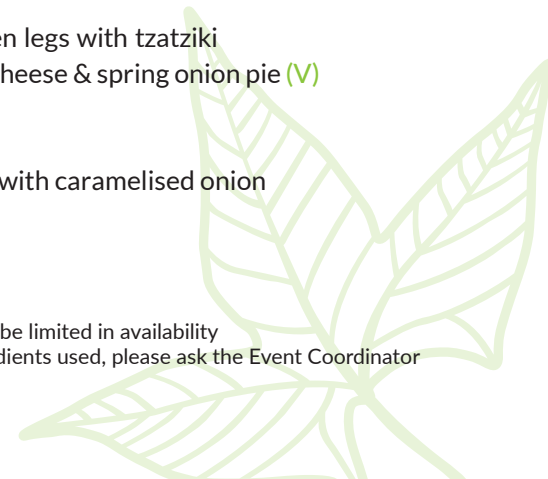 en legs with tzatziki
heese & spring onion pie (V)
with caramelised onion
be limited in availability
dients used, please ask the Event Coordinator